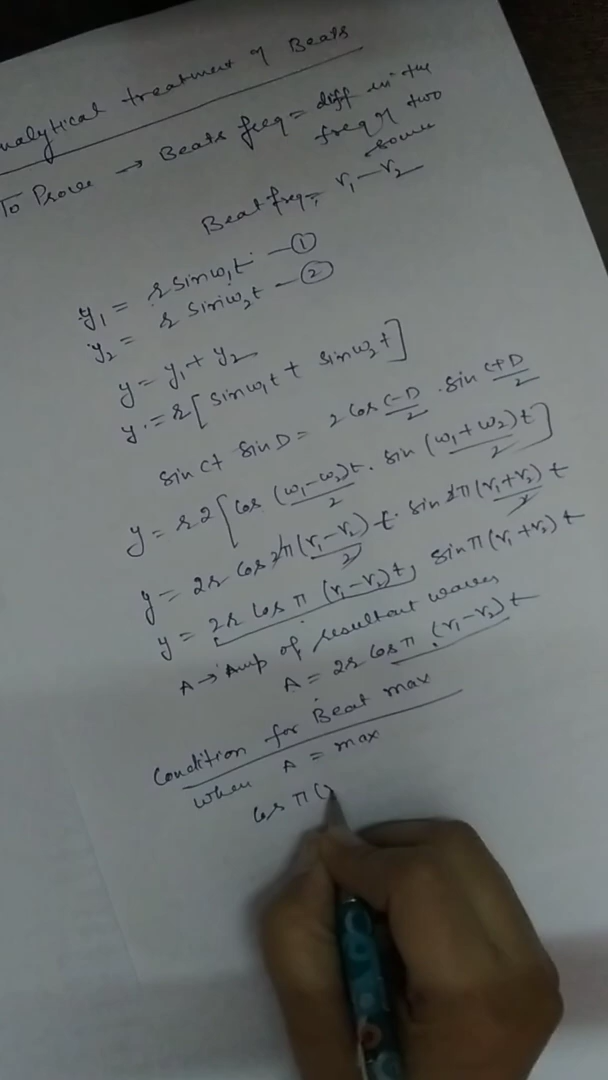 nalytical treatment of Beats
To Prove → Beats freq = diff in the
freq of two
Beat freq = ν₁ – ν₂
y₁ = r sin ω₁t — ①
y₂ = r sin ω₂t — ②
y = y₁ + y₂
y = r [ sin ω₁t + sin ω₂t ]
sin C + sin D = 2 Cos (C–D)/2 . sin (C+D)/2
y = r 2 [ Cos (ω₁–ω₂)t/2 . sin (ω₁+ω₂)t/2 ]
y = 2r Cos 2π (ν₁–ν₂)/2 t . sin 2π (ν₁+ν₂)/2 t
y = 2r Cos π (ν₁–ν₂)t, sin π (ν₁+ν₂) t
A → Amp of resultant waves
A = 2r Cos π (ν₁–ν₂) t
Condition for Beat max
when A = max
Cos π (